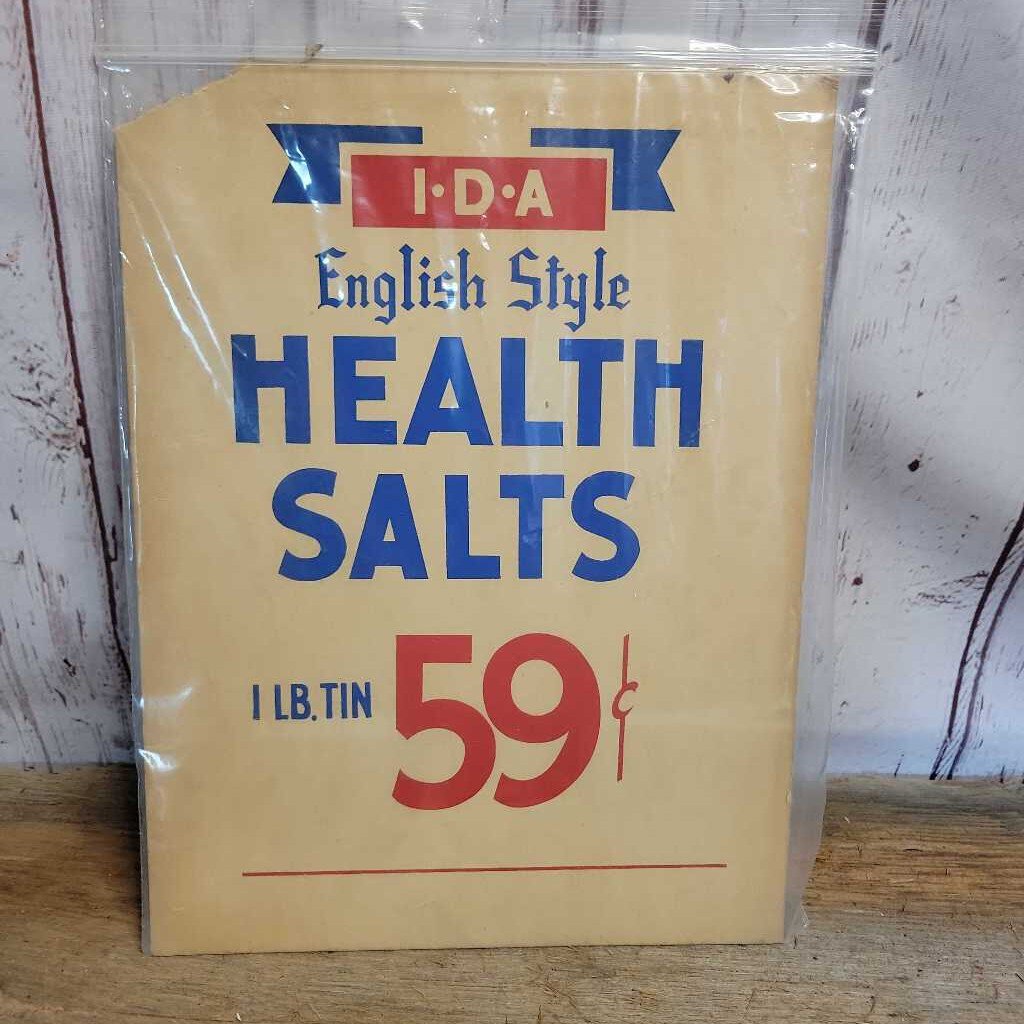 I·D·A
English Style
HEALTH
SALTS
1 LB. TIN 59¢